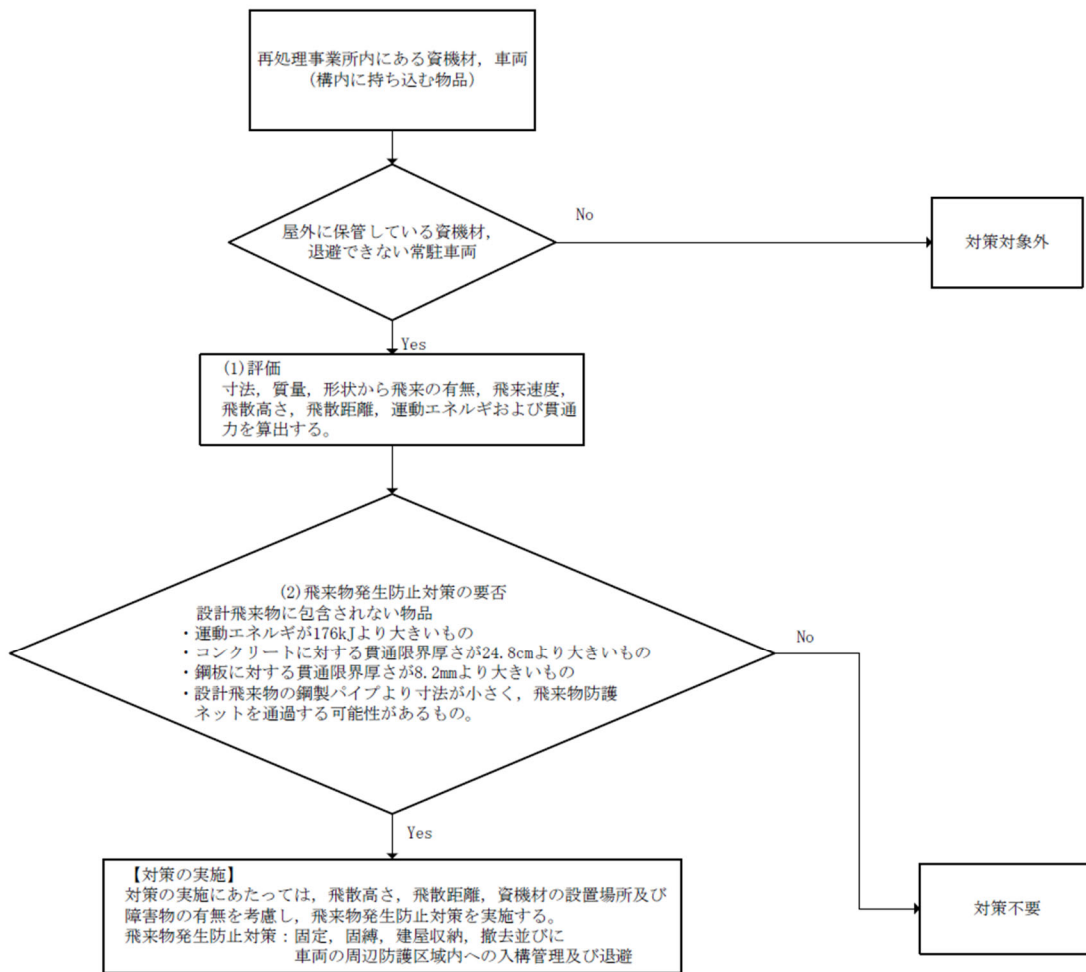 再処理事業所内にある資機材，車両
（構内に持ち込む物品）
屋外に保管している資機材，
退避できない常駐車両
No
対策対象外
Yes
(1)評価
寸法，質量，形状から飛来の有無，飛来速度，
飛散高さ，飛散距離，運動エネルギおよび貫通
力を算出する。
(2)飛来物発生防止対策の要否
設計飛来物に包含されない物品
・運動エネルギが176kJより大きいもの
・コンクリートに対する貫通限界厚さが24.8cmより大きいもの
・鋼板に対する貫通限界厚さが8.2mmより大きいもの
・設計飛来物の鋼製パイプより寸法が小さく，飛来物防護
ネットを通過する可能性があるもの。
No
Yes
【対策の実施】
対策の実施にあたっては，飛散高さ，飛散距離，資機材の設置場所及び
障害物の有無を考慮し，飛来物発生防止対策を実施する。
飛来物発生防止対策：固定，固縛，建屋収納，撤去並びに
車両の周辺防護区域内への入構管理及び退避
対策不要